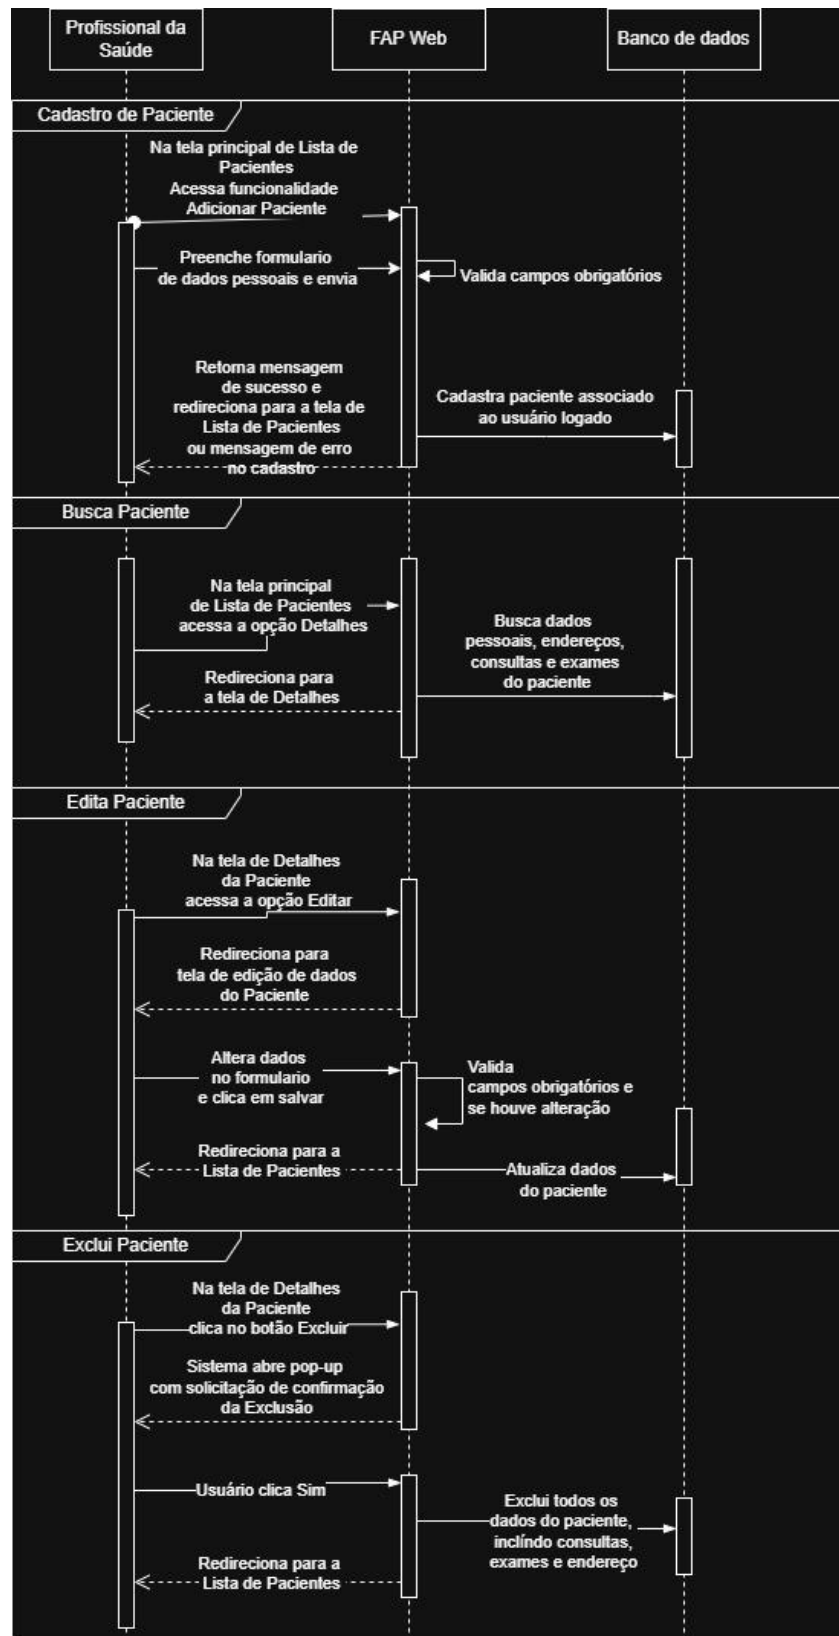 Profissional da
Saúde
FAP Web
Banco de dados
Cadastro de Paciente
Na tela principal de Lista de
Pacientes
Acessa funcionalidade
Adicionar Paciente
Preenche formulario
de dados pessoais e envia
Valida campos obrigatórios
Retorna mensagem
de sucesso e
redireciona para a tela de
Lista de Pacientes
ou mensagem de erro
no cadastro
Cadastra paciente associado
ao usuário logado
Busca Paciente
Na tela principal
de Lista de Pacientes
acessa a opção Detalhes
Busca dados
pessoais, endereços,
consultas e exames
do paciente
Redireciona para
a tela de Detalhes
Edita Paciente
Na tela de Detalhes
da Paciente
acessa a opção Editar
Redireciona para
tela de edição de dados
do Paciente
Altera dados
no formulario
e clica em salvar
Valida
campos obrigatórios e
se houve alteração
Redireciona para a
Lista de Pacientes
Atualiza dados
do paciente
Exclui Paciente
Na tela de Detalhes
da Paciente
clica no botão Excluir
Sistema abre pop-up
com solicitação de confirmação
da Exclusão
Usuário clica Sim
Exclui todos os
dados do paciente,
inclíndo consultas,
exames e endereço
Redireciona para a
Lista de Pacientes